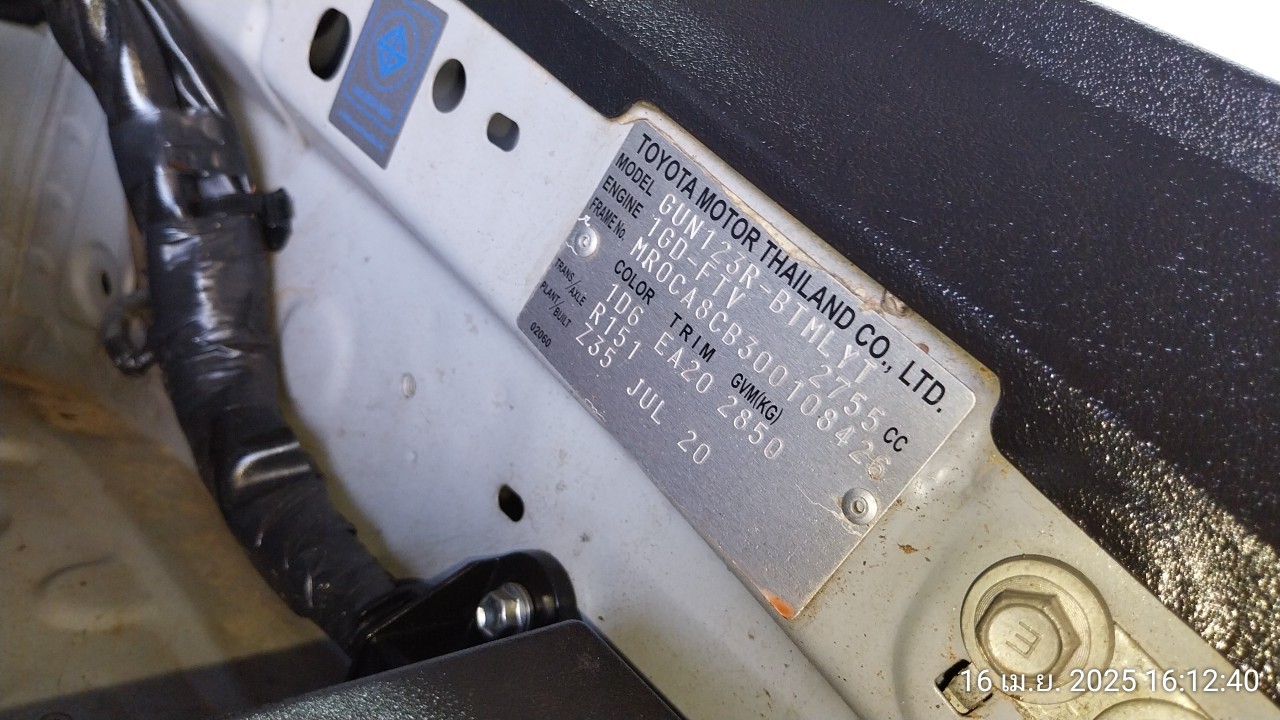 TOYOTA MOTOR THAILAND CO., LTD.
MODEL GUN123R-BTMLYT
ENGINE 1GD-FTV 2755 CC
FRAME No. MR0CA8CB300108426
COLOR TRIM GVM(KG)
1D6 EA20 2850
TRANS/AXLE R151
PLANT/BUILT Z35 JUL 20
02060
E
16 เม.ย. 2025 16:12:40